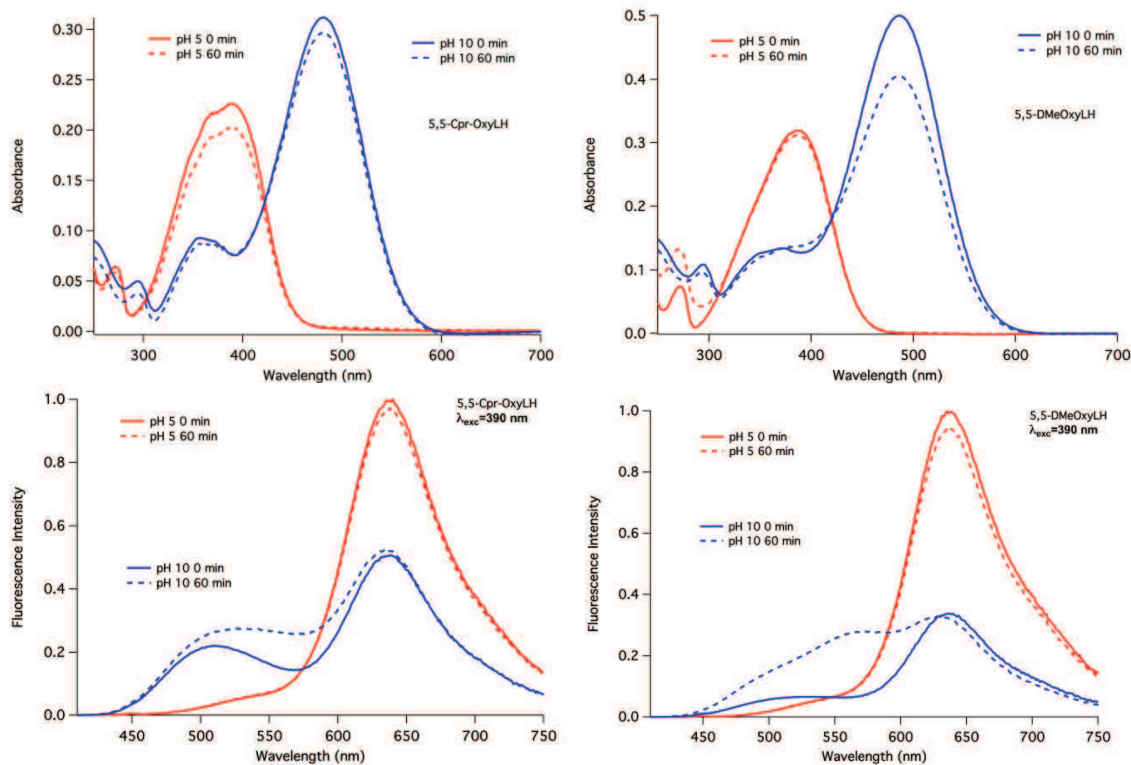 0.30
0.25
0.20
0.15
0.10
0.05
0.00
Absorbance
pH 5 0 min
pH 5 60 min
pH 10 0 min
pH 10 60 min
5,5-Cpr-OxyLH
300 400 500 600 700
Wavelength (nm)
0.5
0.4
0.3
0.2
0.1
0.0
Absorbance
pH 5 0 min
pH 5 60 min
pH 10 0 min
pH 10 60 min
5,5-DMeOxyLH
300 400 500 600 700
Wavelength (nm)
1.0
0.8
0.6
0.4
0.2
0.0
Fluorescence Intensity
pH 5 0 min
pH 5 60 min
5,5-Cpr-OxyLH
λexc=390 nm
pH 10 0 min
pH 10 60 min
450 500 550 600 650 700 750
Wavelength (nm)
1.0
0.8
0.6
0.4
0.2
0.0
Fluorescence Intensity
pH 5 0 min
pH 5 60 min
5,5-DMeOxyLH
λexc=390 nm
pH 10 0 min
pH 10 60 min
450 500 550 600 650 700 750
Wavelength (nm)